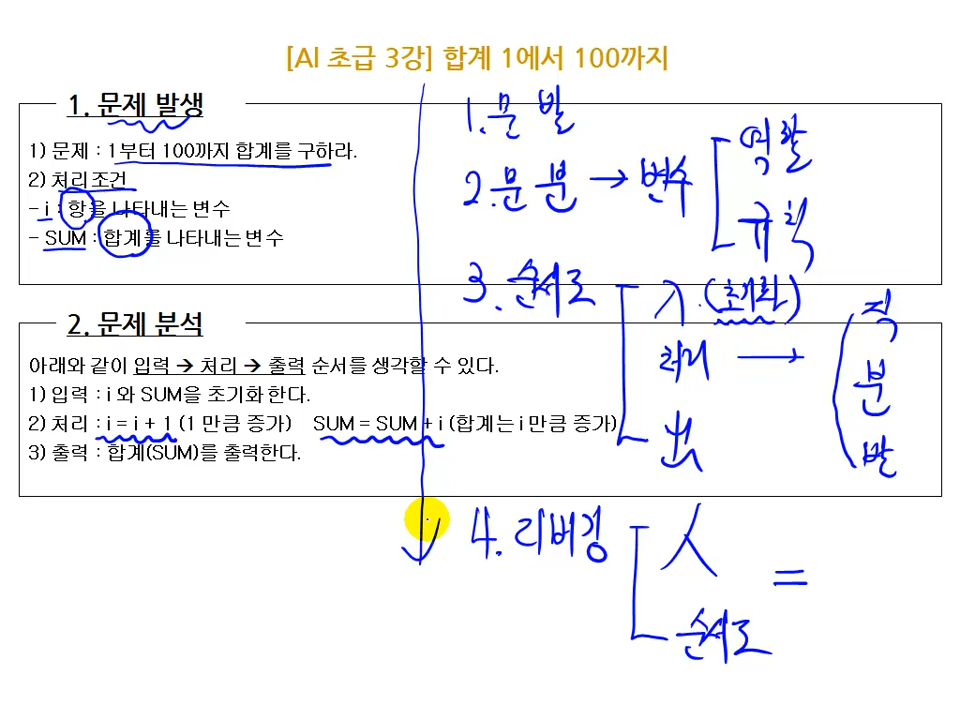 [AI 초급 3강] 합계 1에서 100까지
1. 문제 발생
1) 문제 : 1부터 100까지 합계를 구하라.
2) 처리조건
- i : 항을 나타내는 변수
- SUM : 합계를 나타내는 변수
2. 문제 분석
아래와 같이 입력 → 처리 → 출력 순서를 생각할 수 있다.
1) 입력 : i 와 SUM을 초기화 한다.
2) 처리 : i = i + 1 (1 만큼 증가) SUM = SUM + i (합계는 i 만큼 증가)
3) 출력 : 합계(SUM)를 출력한다.
1. 문 발
2. 문 분 → 변수
역할
규칙
3. 순서도
入.(초기화)
처리 →
出
직
분
반
4. 디버깅
人 =
순서도